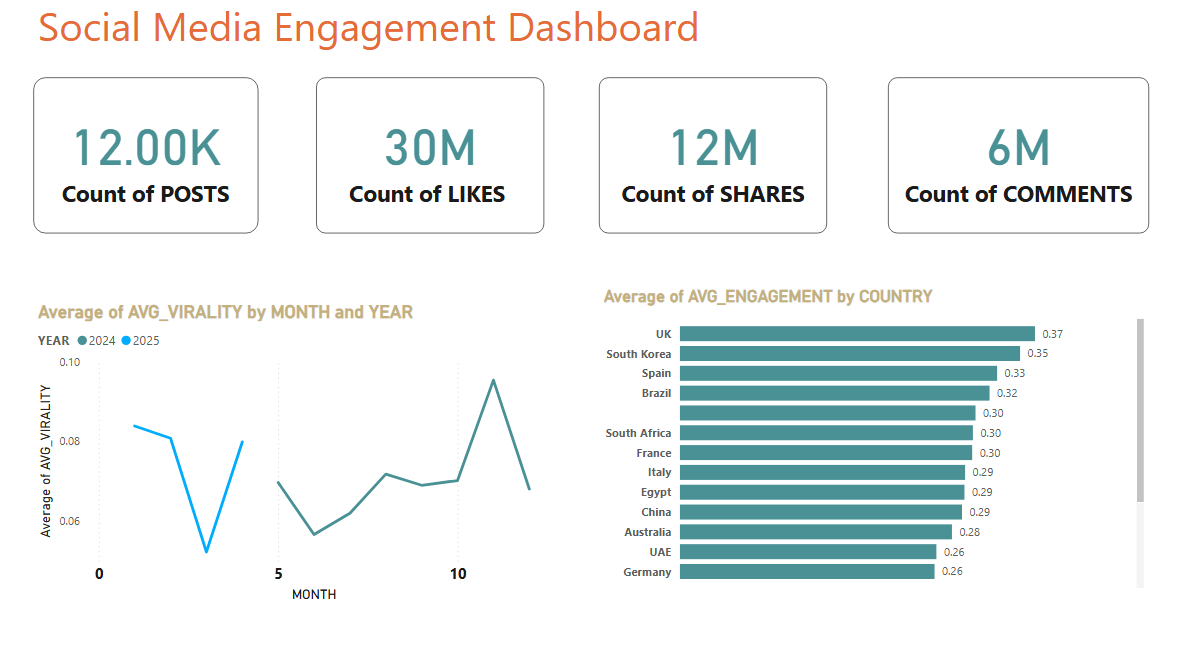 Social Media Engagement Dashboard
12.00K
Count of POSTS
30M
Count of LIKES
12M
Count of SHARES
6M
Count of COMMENTS
Average of AVG_VIRALITY by MONTH and YEAR
YEAR 2024 2025
Average of AVG_VIRALITY
0.10
0.08
0.06
0 5 10
MONTH
Average of AVG_ENGAGEMENT by COUNTRY
UK 0.37
South Korea 0.35
Spain 0.33
Brazil 0.32
0.30
South Africa 0.30
France 0.30
Italy 0.29
Egypt 0.29
China 0.29
Australia 0.28
UAE 0.26
Germany 0.26